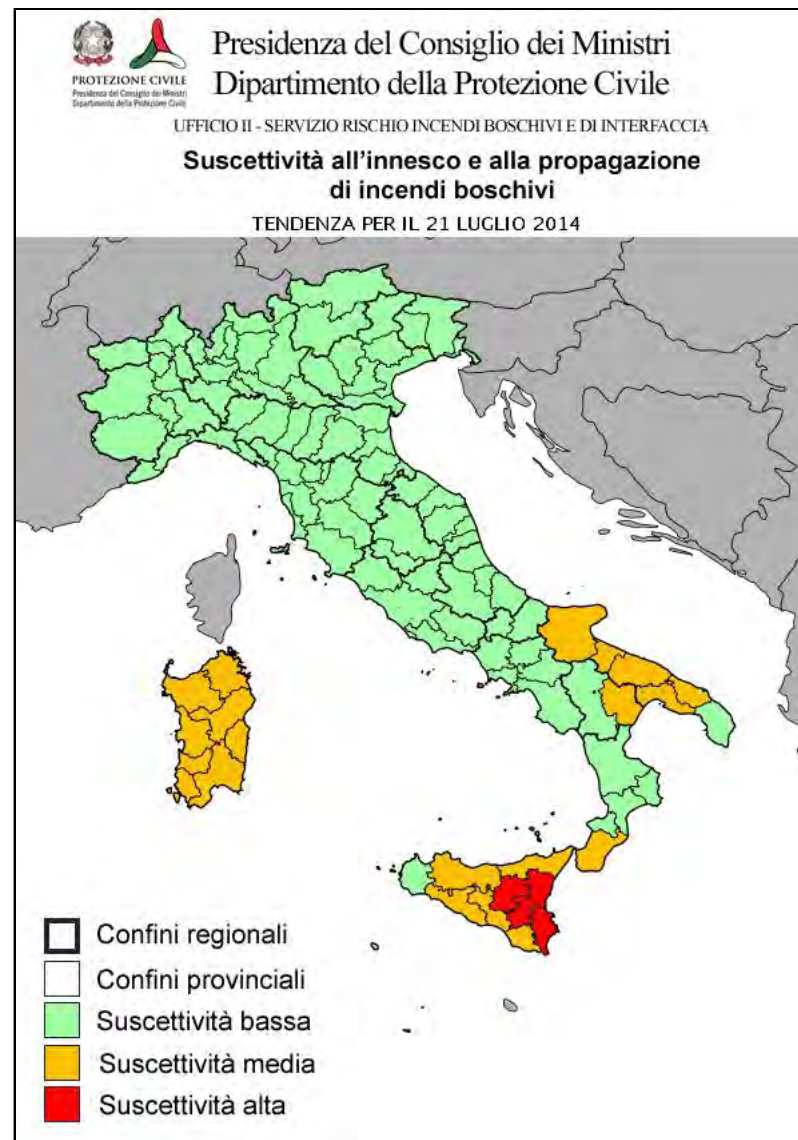 Presidenza del Consiglio dei Ministri
Dipartimento della Protezione Civile
PROTEZIONE CIVILE
Presidenza del Consiglio dei Ministri
Dipartimento della Protezione Civile
UFFICIO II - SERVIZIO RISCHIO INCENDI BOSCHIVI E DI INTERFACCIA
Suscettività all'innesco e alla propagazione
di incendi boschivi
TENDENZA PER IL 21 LUGLIO 2014
Confini regionali
Confini provinciali
Suscettività bassa
Suscettività media
Suscettività alta